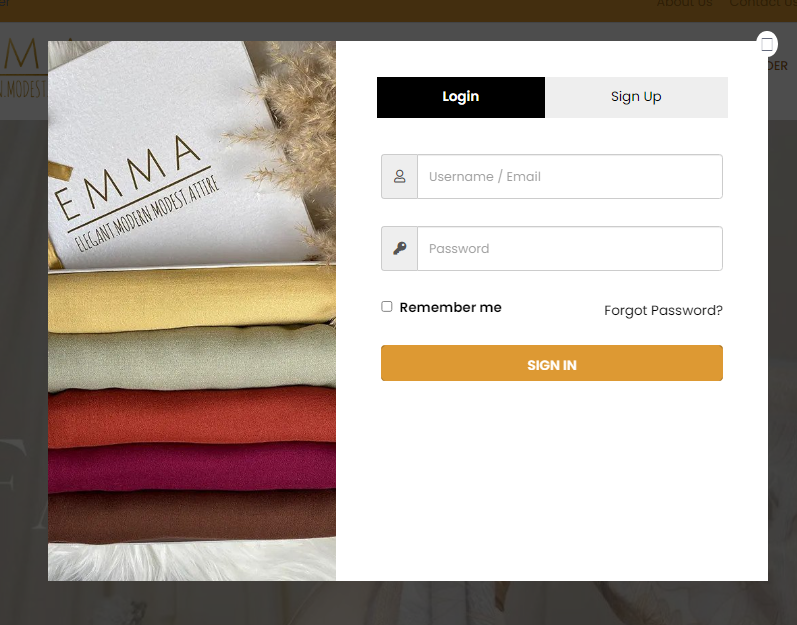 About Us Contact Us
DER
Login
Sign Up
Username / Email
Password
Remember me
Forgot Password?
SIGN IN
EMMA
ELEGANT.MODERN.MODEST.ATTIRE